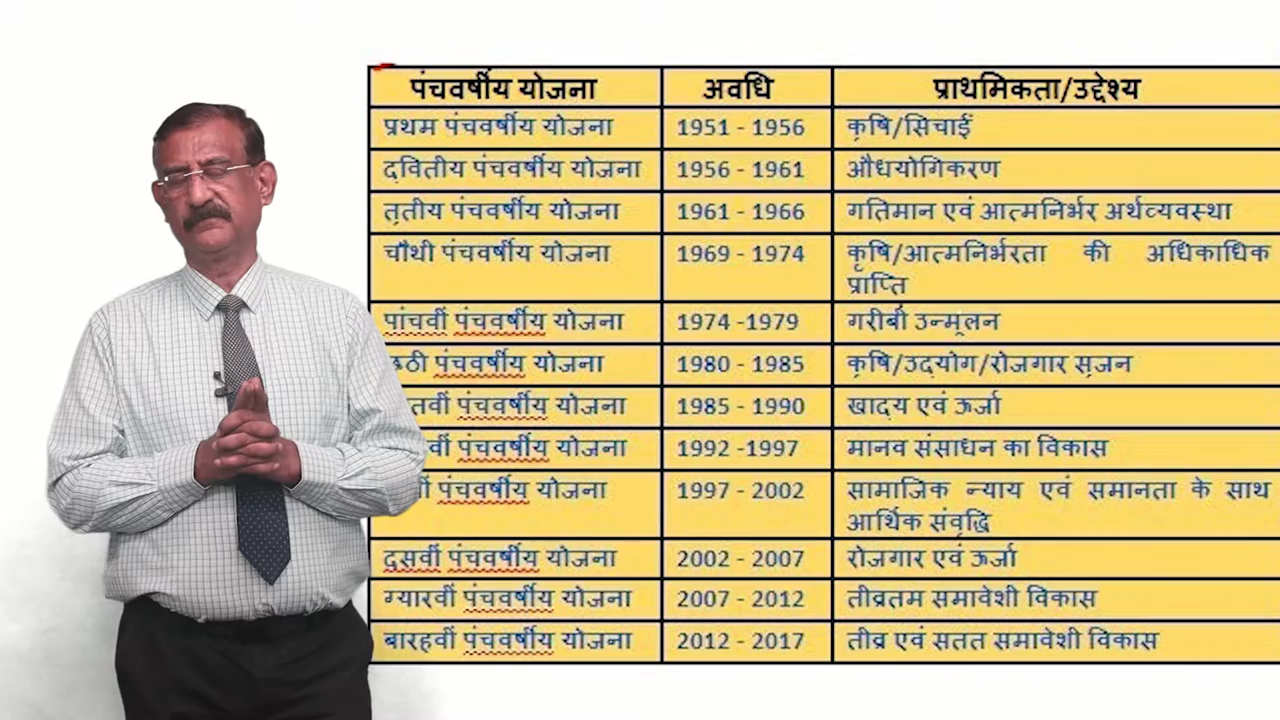 पंचवर्षीय योजना अवधि प्राथमिकता/उद्देश्य
प्रथम पंचवर्षीय योजना 1951 - 1956 कृषि/सिचाई
दवितीय पंचवर्षीय योजना 1956 - 1961 औधयोगिकरण
तृतीय पंचवर्षीय योजना 1961 - 1966 गतिमान एवं आत्मनिर्भर अर्थव्यवस्था
चौथी पंचवर्षीय योजना 1969 - 1974 कृषि/आत्मनिर्भरता की अधिकाधिक
प्राप्ति
पांचवीं पंचवर्षीय योजना 1974 -1979 गरीबी उन्मूलन
पंचवर्षीय योजना 1980 - 1985 कृषि/उदयोग/रोजगार सृजन
पंचवर्षीय योजना 1985 - 1990 खादय एवं ऊर्जा
पंचवर्षीय योजना 1992 -1997 मानव संसाधन का विकास
पंचवर्षीय योजना 1997 - 2002 सामाजिक न्याय एवं समानता के साथ
आर्थिक संवृद्धि
दसवीं पंचवर्षीय योजना 2002 - 2007 रोजगार एवं ऊर्जा
ग्यारवीं पंचवर्षीय योजना 2007 - 2012 तीव्रतम समावेशी विकास
बारहवीं पंचवर्षीय योजना 2012 - 2017 तीव्र एवं सतत समावेशी विकास